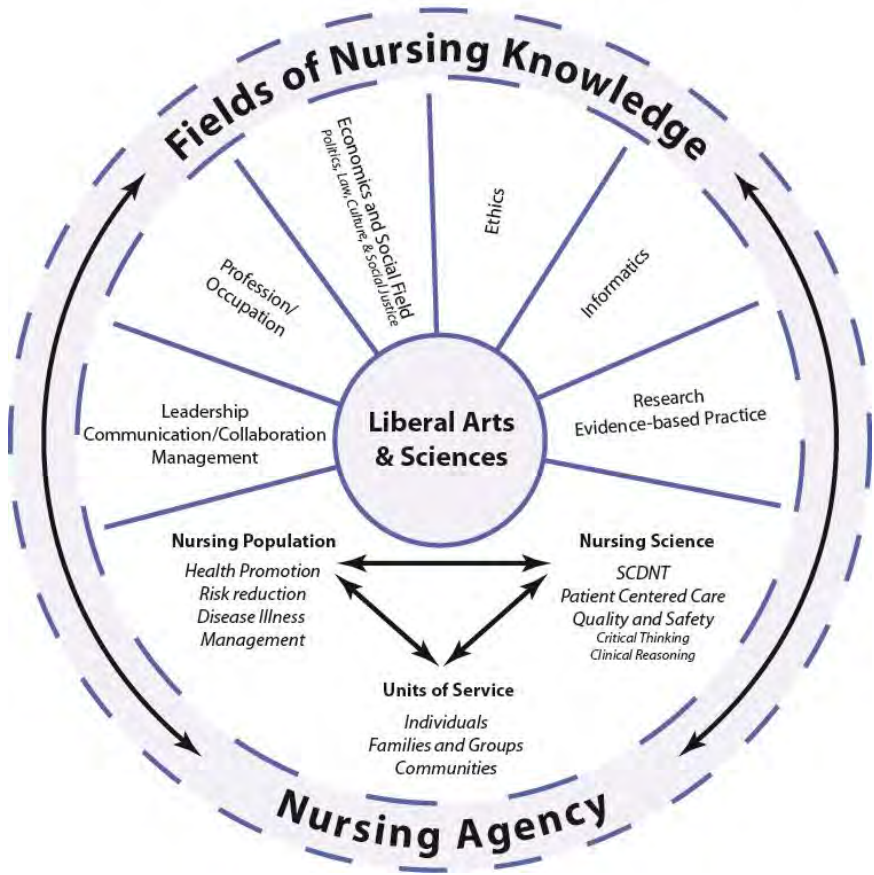 Fields of Nursing Knowledge
Economics and Social Field
Politics, Law, Culture, & Social Justice
Ethics
Profession/
Occupation
Informatics
Leadership
Communication/Collaboration
Management
Liberal Arts
& Sciences
Research
Evidence-based Practice
Nursing Population
Health Promotion
Risk reduction
Disease Illness
Management
Nursing Science
SCDNT
Patient Centered Care
Quality and Safety
Critical Thinking
Clinical Reasoning
Units of Service
Individuals
Families and Groups
Communities
Nursing Agency